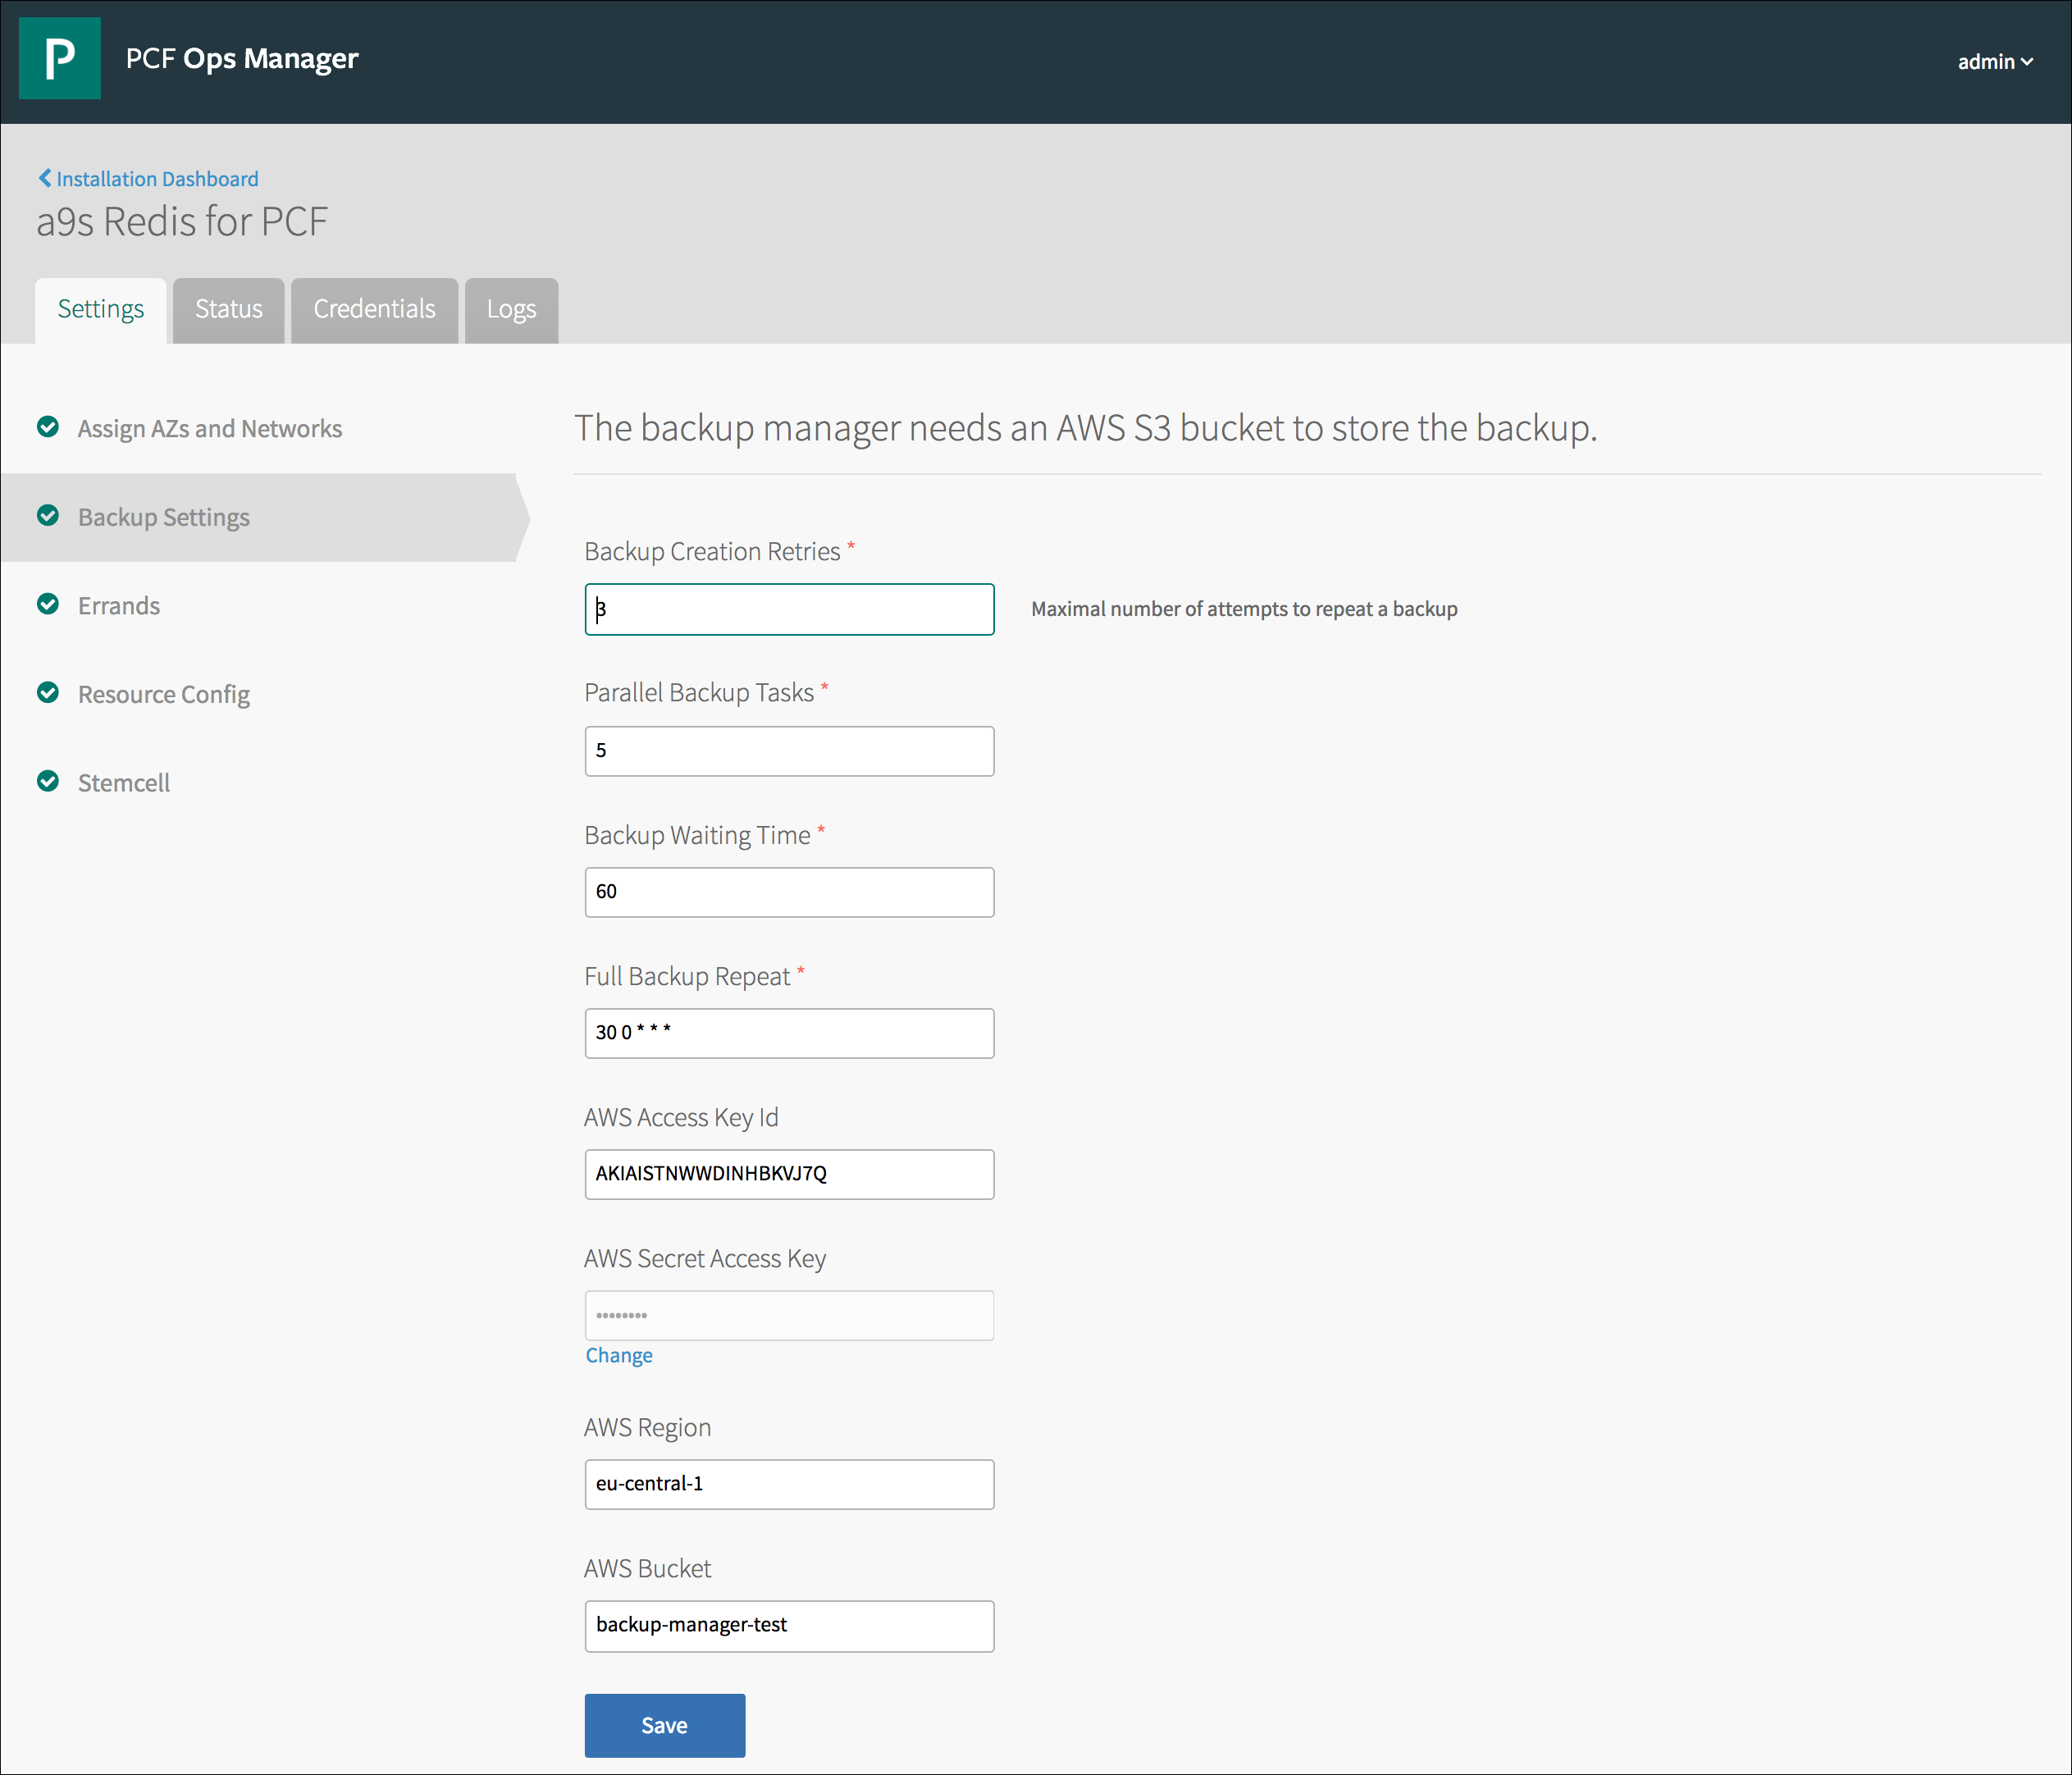 P
PCF Ops Manager
admin
Installation Dashboard
a9s Redis for PCF
Settings
Status
Credentials
Logs
Assign AZs and Networks
Backup Settings
Errands
Resource Config
Stemcell
The backup manager needs an AWS S3 bucket to store the backup.
Backup Creation Retries *
3
Maximal number of attempts to repeat a backup
Parallel Backup Tasks *
5
Backup Waiting Time *
60
Full Backup Repeat *
30 0 * * *
AWS Access Key Id
AKIAISTNWWDINHBKVJ7Q
AWS Secret Access Key
••••••••
Change
AWS Region
eu-central-1
AWS Bucket
backup-manager-test
Save